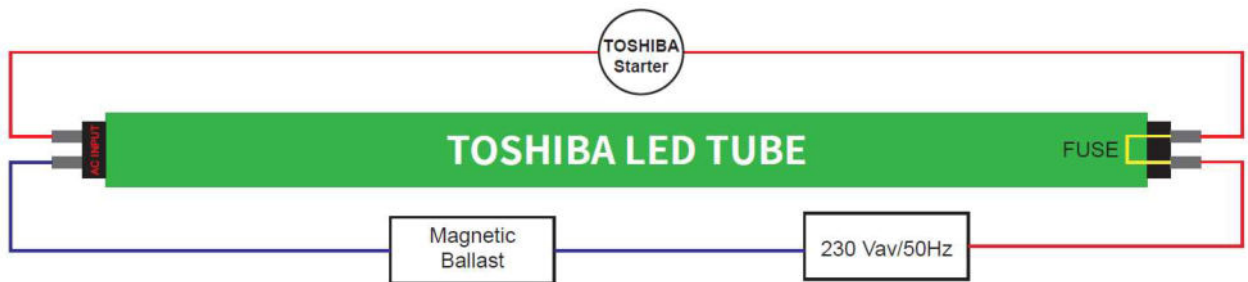 TOSHIBA
Starter
AC INPUT
TOSHIBA LED TUBE
FUSE
Magnetic
Ballast
230 Vav/50Hz